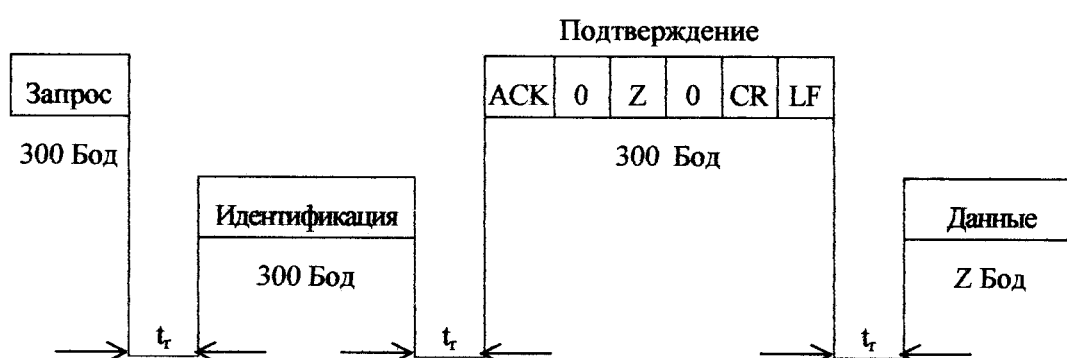 Подтверждение
Запрос
ACK 0 Z 0 CR LF
300 Бод
300 Бод
Идентификация
Данные
300 Бод
Z Бод
tᵣ
tᵣ
tᵣ